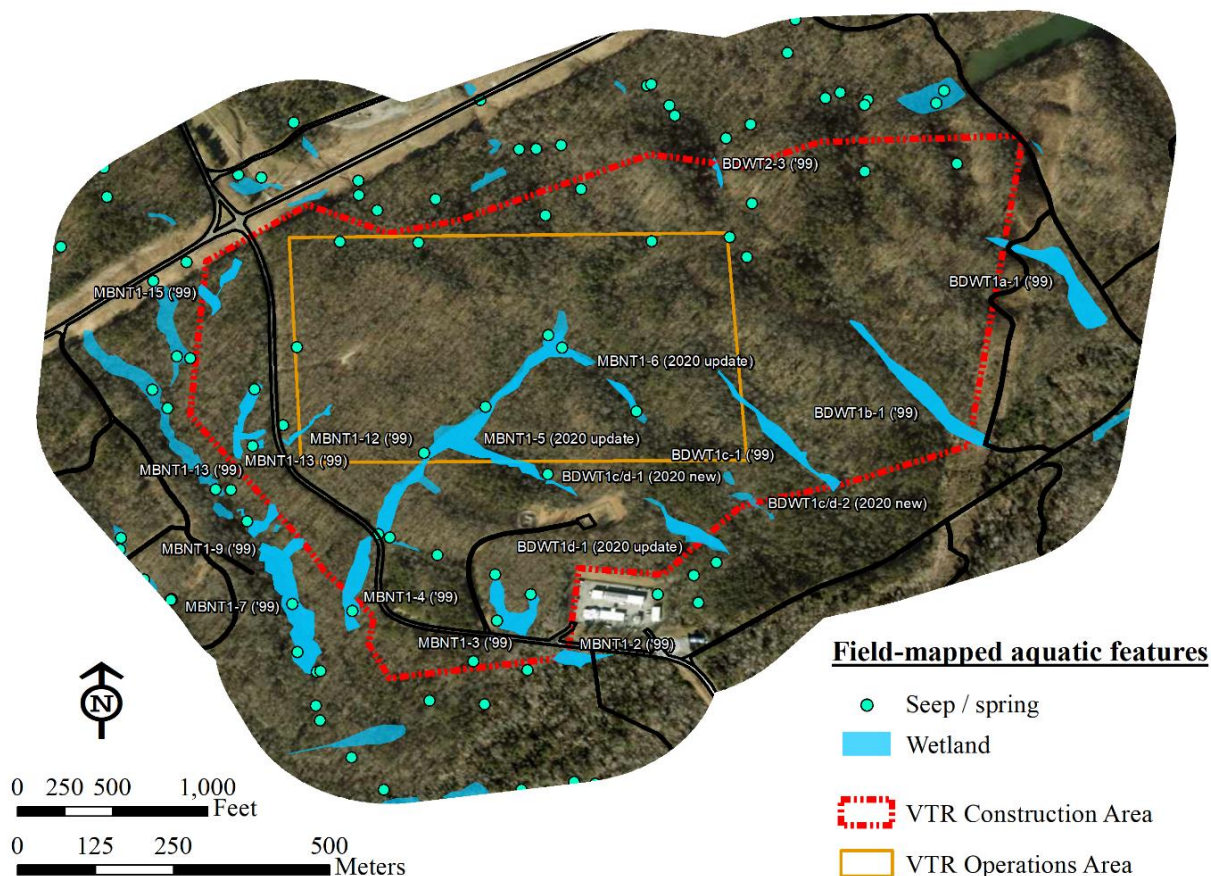 BDWT2-3 ('99)
BDWT1a-1 ('99)
MBNT1-15 ('99)
MBNT1-6 (2020 update)
BDWT1b-1 ('99)
MBNT1-12 ('99)
MBNT1-5 (2020 update)
BDWT1c-1 ('99)
MBNT1-13 ('99)
MBNT1-13 ('99)
BDWT1c/d-1 (2020 new)
BDWT1c/d-2 (2020 new)
MBNT1-9 ('99)
BDWT1d-1 (2020 update)
MBNT1-7 ('99)
MBNT1-4 ('99)
MBNT1-3 ('99)
MBNT1-2 ('99)
N
0 250 500 1,000
Feet
0 125 250 500
Meters
Field-mapped aquatic features
Seep / spring
Wetland
VTR Construction Area
VTR Operations Area